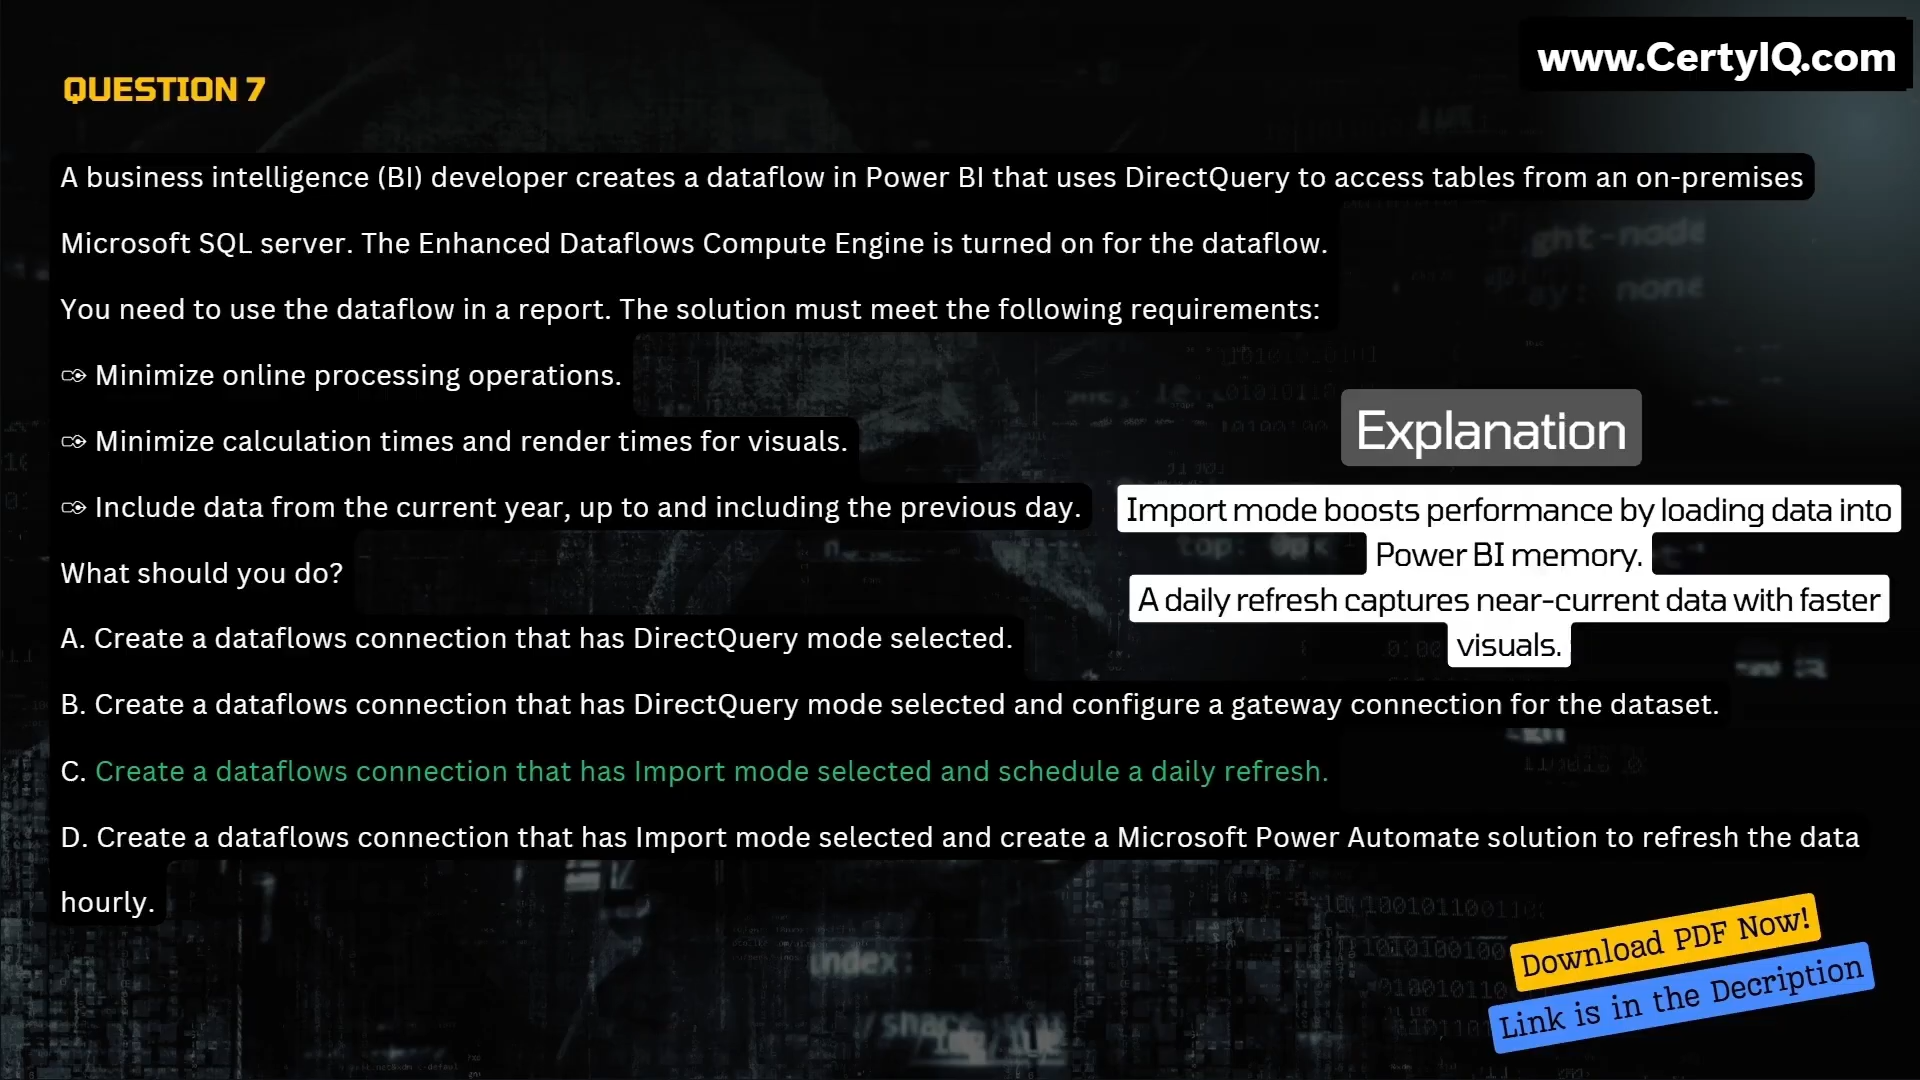 www.CertyIQ.com
QUESTION 7
A business intelligence (BI) developer creates a dataflow in Power BI that uses DirectQuery to access tables from an on-premises
Microsoft SQL server. The Enhanced Dataflows Compute Engine is turned on for the dataflow.
You need to use the dataflow in a report. The solution must meet the following requirements:
Minimize online processing operations.
Minimize calculation times and render times for visuals.
Include data from the current year, up to and including the previous day.
What should you do?
A. Create a dataflows connection that has DirectQuery mode selected.
B. Create a dataflows connection that has DirectQuery mode selected and configure a gateway connection for the dataset.
C. Create a dataflows connection that has Import mode selected and schedule a daily refresh.
D. Create a dataflows connection that has Import mode selected and create a Microsoft Power Automate solution to refresh the data
hourly.
Explanation
Import mode boosts performance by loading data into
Power BI memory.
A daily refresh captures near-current data with faster
visuals.
Download PDF Now!
Link is in the Decription